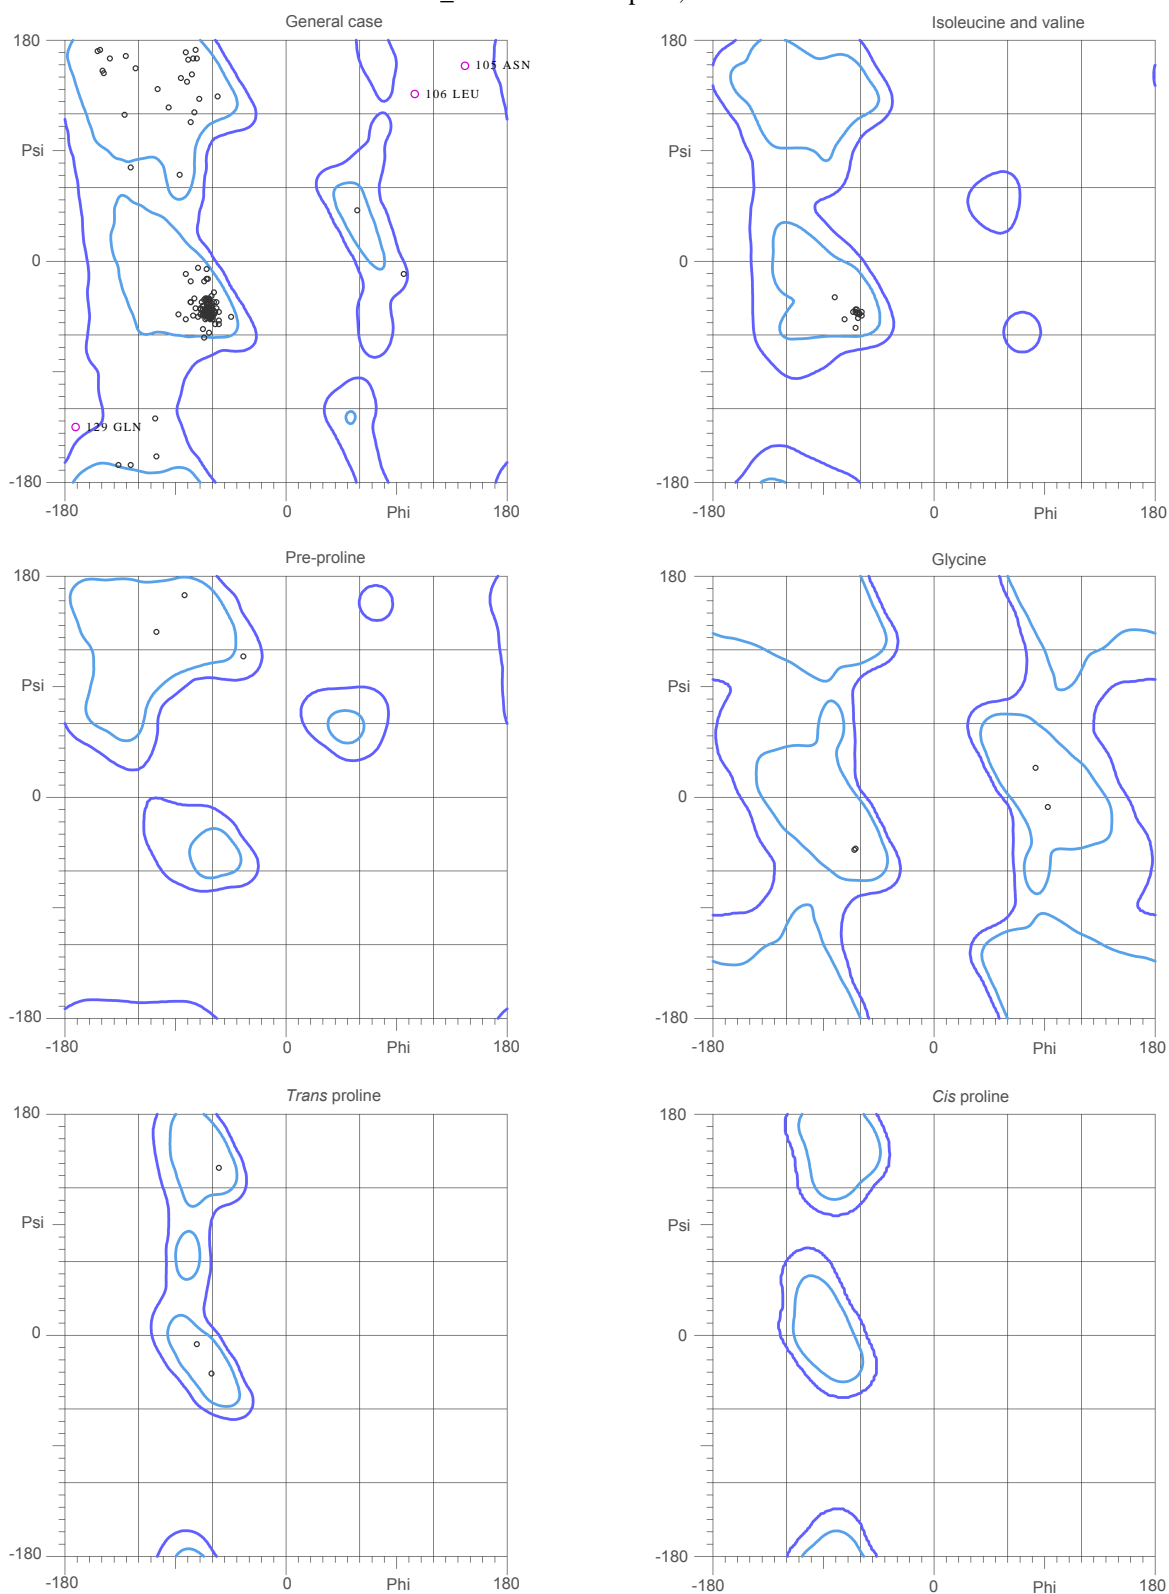 General case
180
105 ASN
106 LEU
Psi
0
129 GLN
-180
-180
0
Phi
180
Isoleucine and valine
180
Psi
0
-180
-180
0
Phi
180
Pre-proline
180
Psi
0
-180
-180
0
Phi
180
Glycine
180
Psi
0
-180
-180
0
Phi
180
Trans proline
180
Psi
0
-180
-180
0
Phi
180
Cis proline
180
Psi
0
-180
-180
0
Phi
180